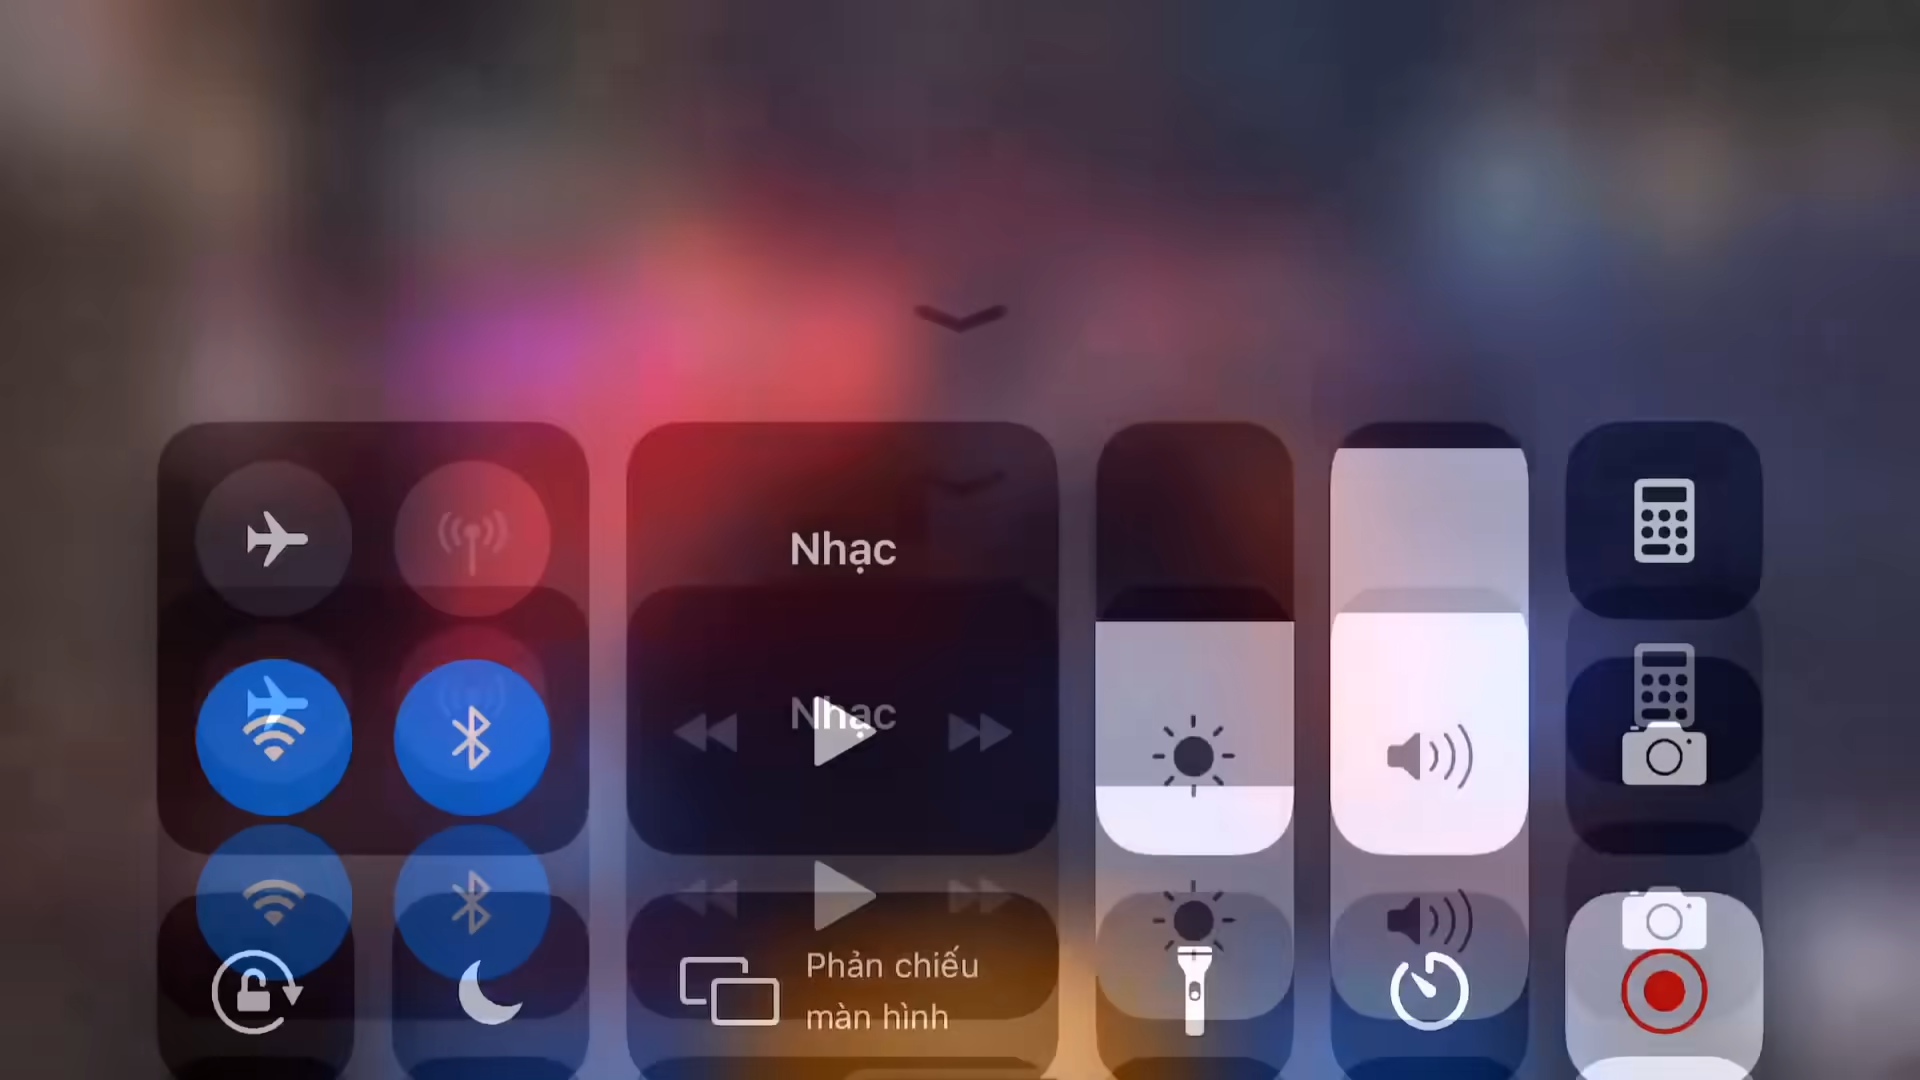 Nhạc
Nhạc
Phản chiếu
màn hình